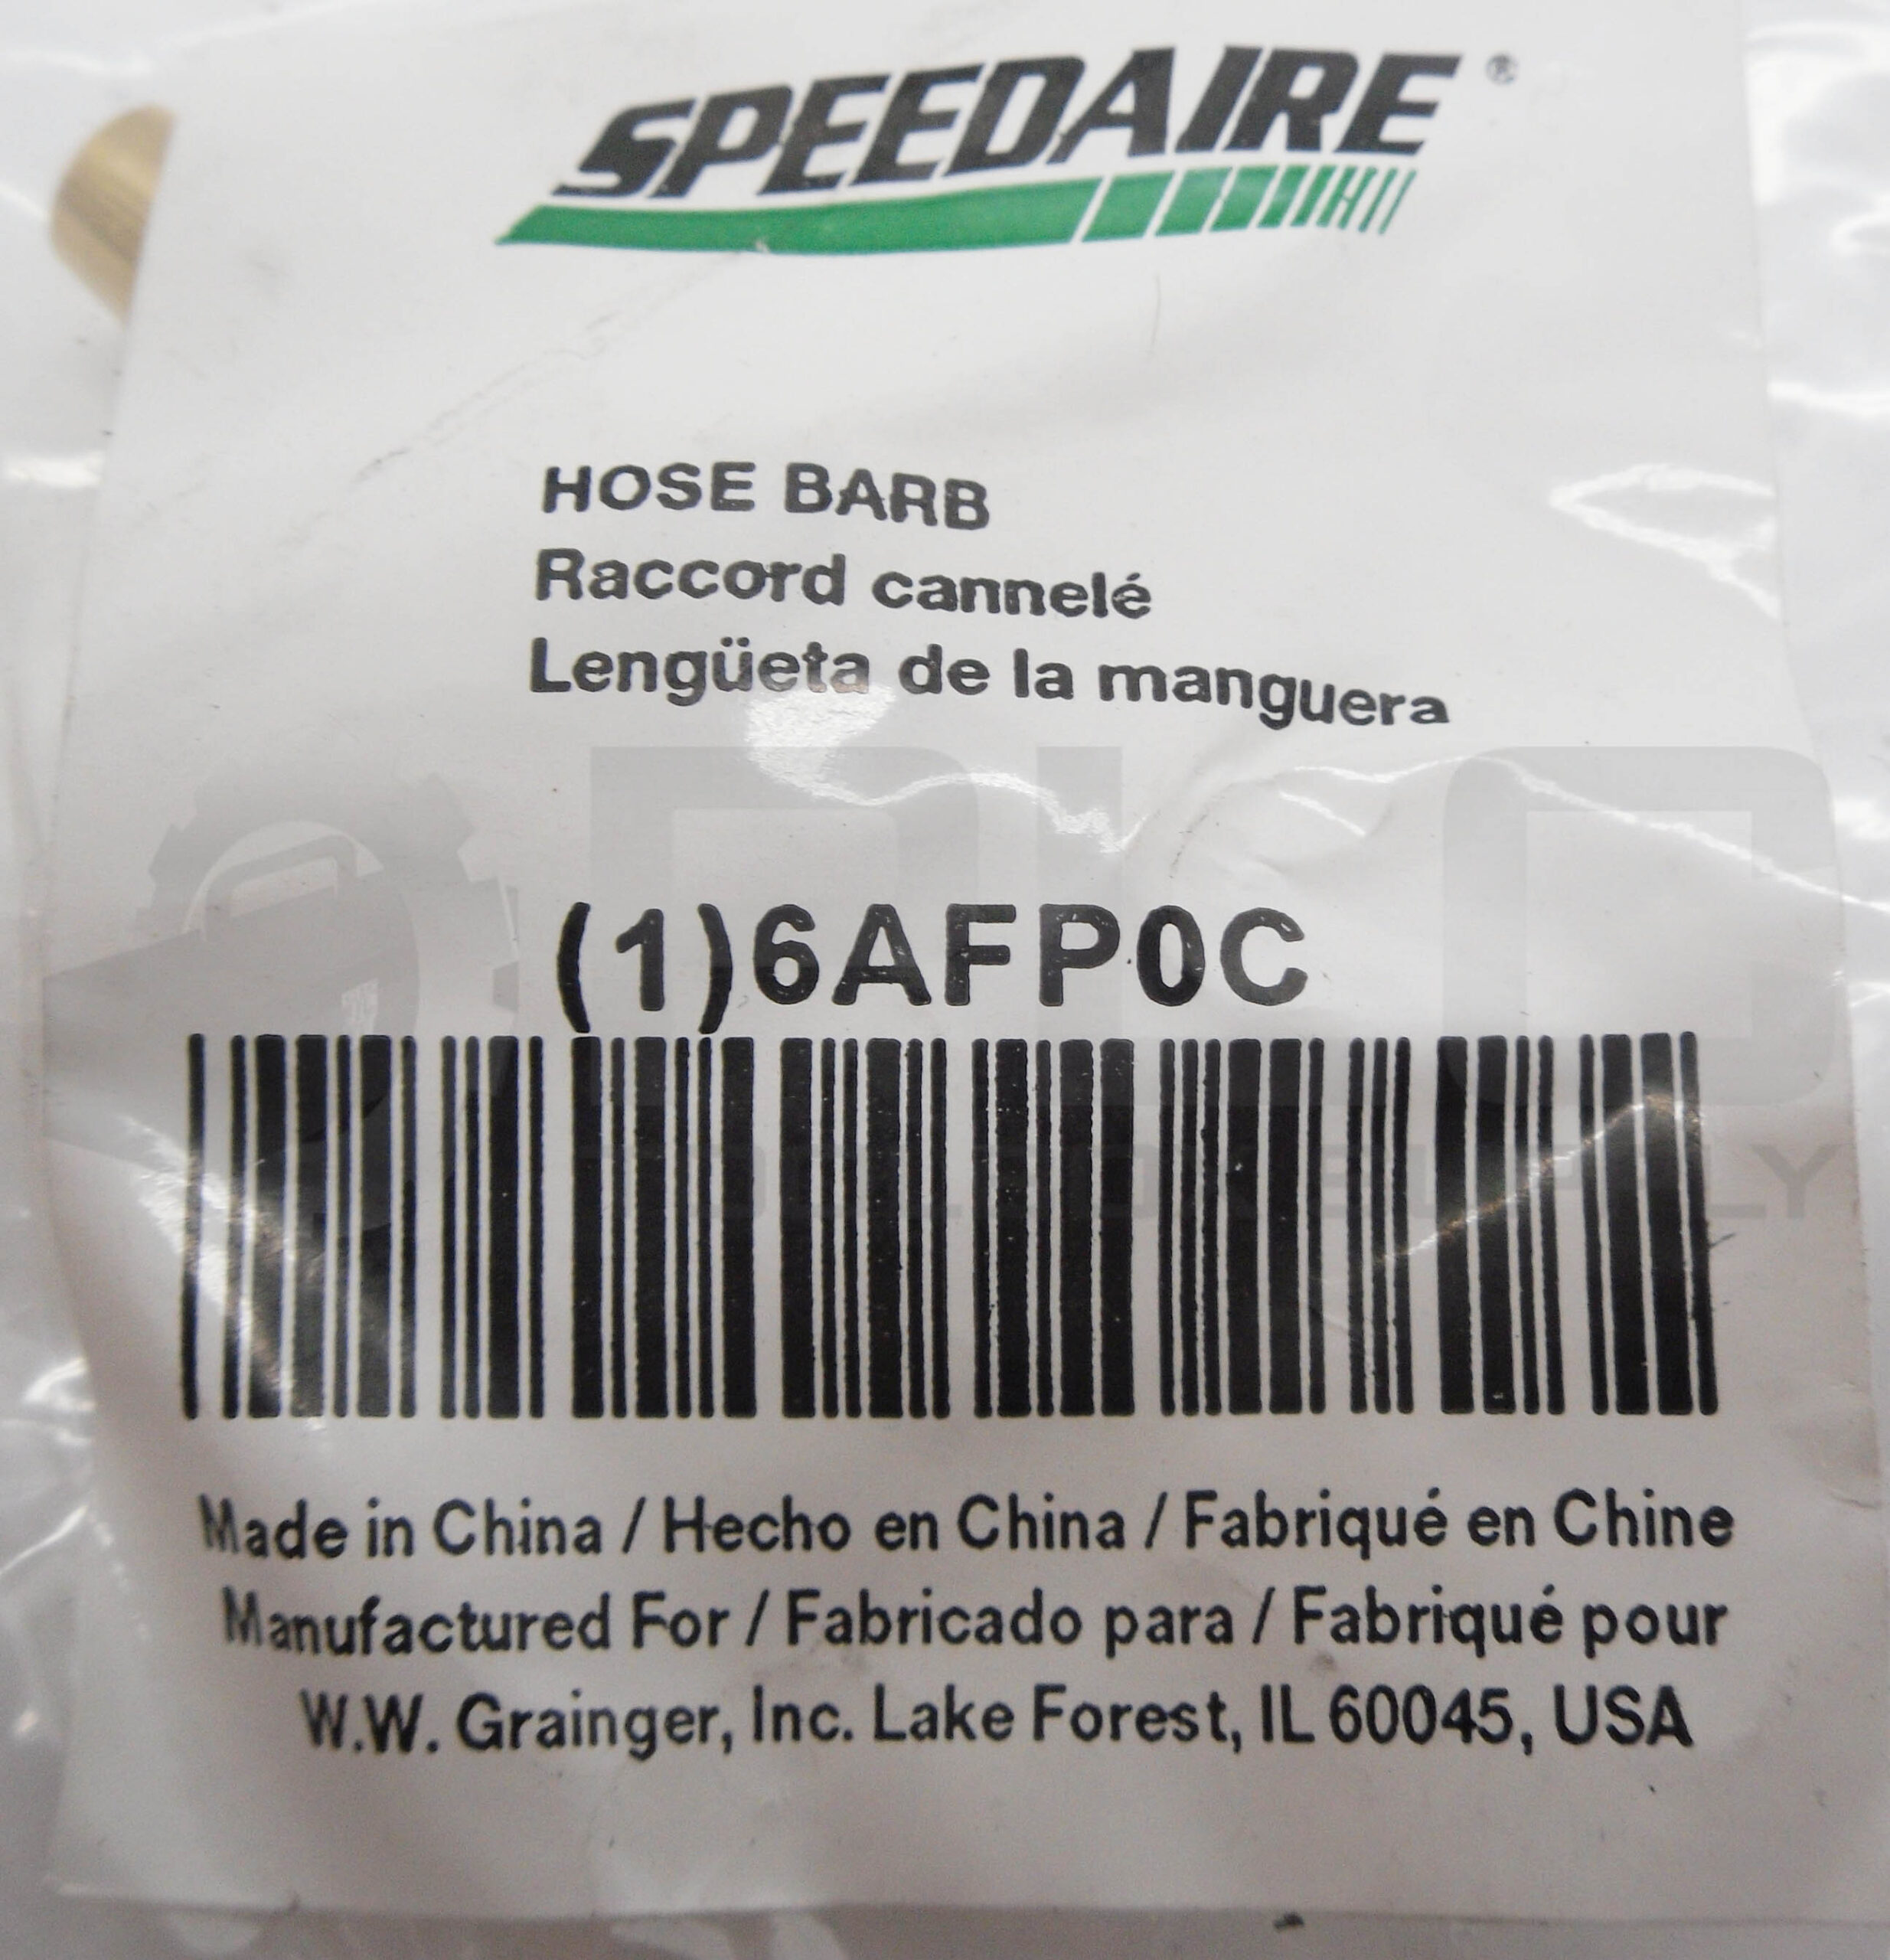 SPEEDAIRE®
HOSE BARB
Raccord cannelé
Lengüeta de la manguera
(1)6AFP0C
Made in China / Hecho en China / Fabriqué en Chine
Manufactured For / Fabricado para / Fabriqué pour
W.W. Grainger, Inc. Lake Forest, IL 60045, USA